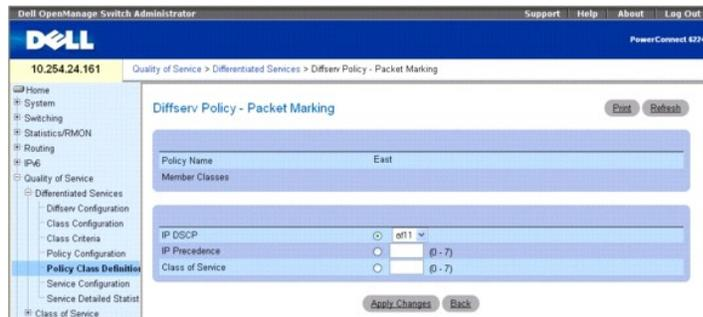 Dell OpenManage Switch Administrator
Support Help About Log Out
DELL
PowerConnect 6224
10.254.24.161
Quality of Service > Differentiated Services > Diffserv Policy - Packet Marking
Home
System
Switching
Statistics/RMON
Routing
IPv6
Quality of Service
Differentiated Services
Diffserv Configuration
Class Configuration
Class Criteria
Policy Configuration
Policy Class Definition
Service Configuration
Service Detailed Statist
Class of Service
Diffserv Policy - Packet Marking
Print Refresh
Policy Name East
Member Classes
IP DSCP af11
IP Precedence (0 - 7)
Class of Service (0 - 7)
Apply Changes Back